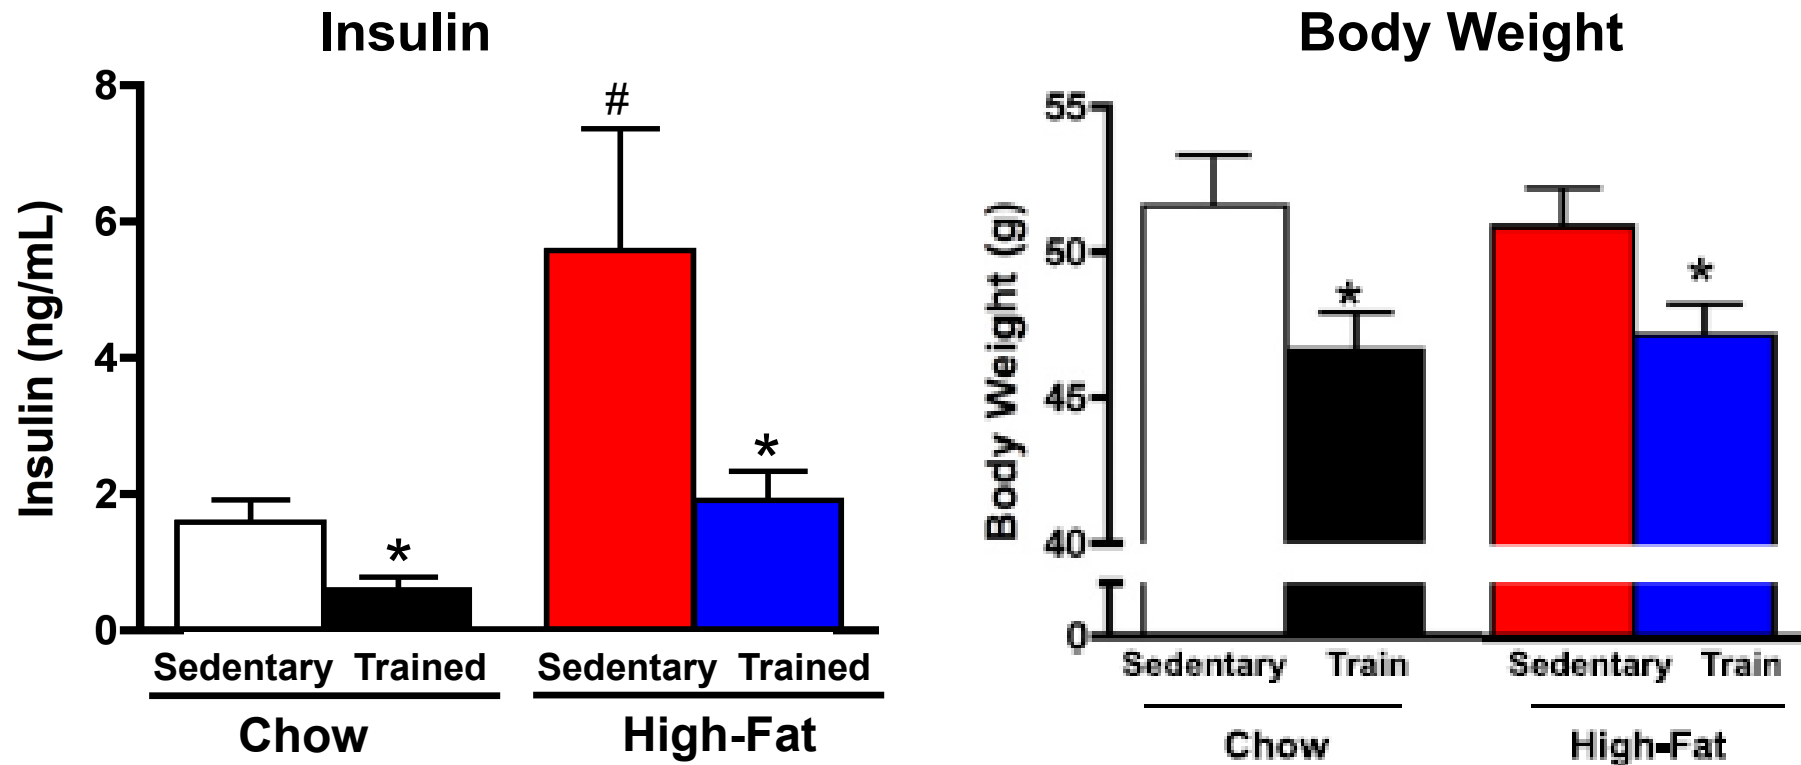 Insulin
Insulin (ng/mL)
8
6
4
2
0
#
*
*
Sedentary Trained Sedentary Trained
Chow High-Fat
Body Weight
Body Weight (g)
55
50
45
40
0
*
*
Sedentary Train Sedentary Train
Chow High-Fat